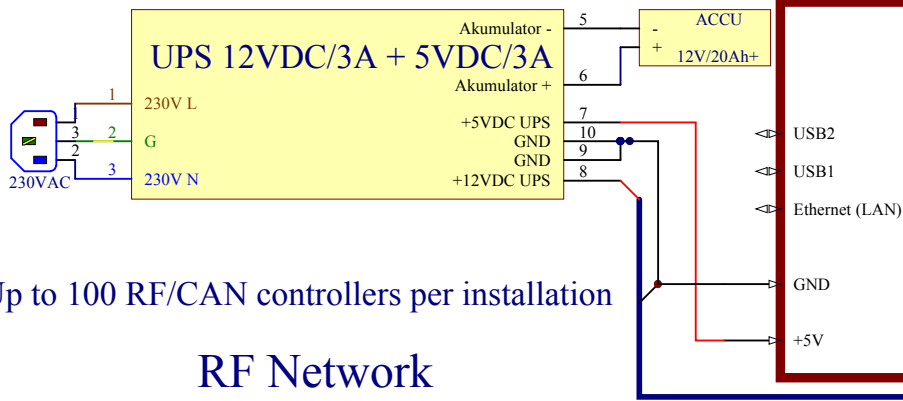 Akumulator -
5
ACCU
-
UPS 12VDC/3A + 5VDC/3A
+
12V/20Ah+
Akumulator +
6
1
230V L
1
+5VDC UPS
7
3
2
G
GND
10
USB2
2
GND
9
230VAC
3
230V N
+12VDC UPS
8
USB1
Ethernet (LAN)
Up to 100 RF/CAN controllers per installation
GND
+5V
RF Network